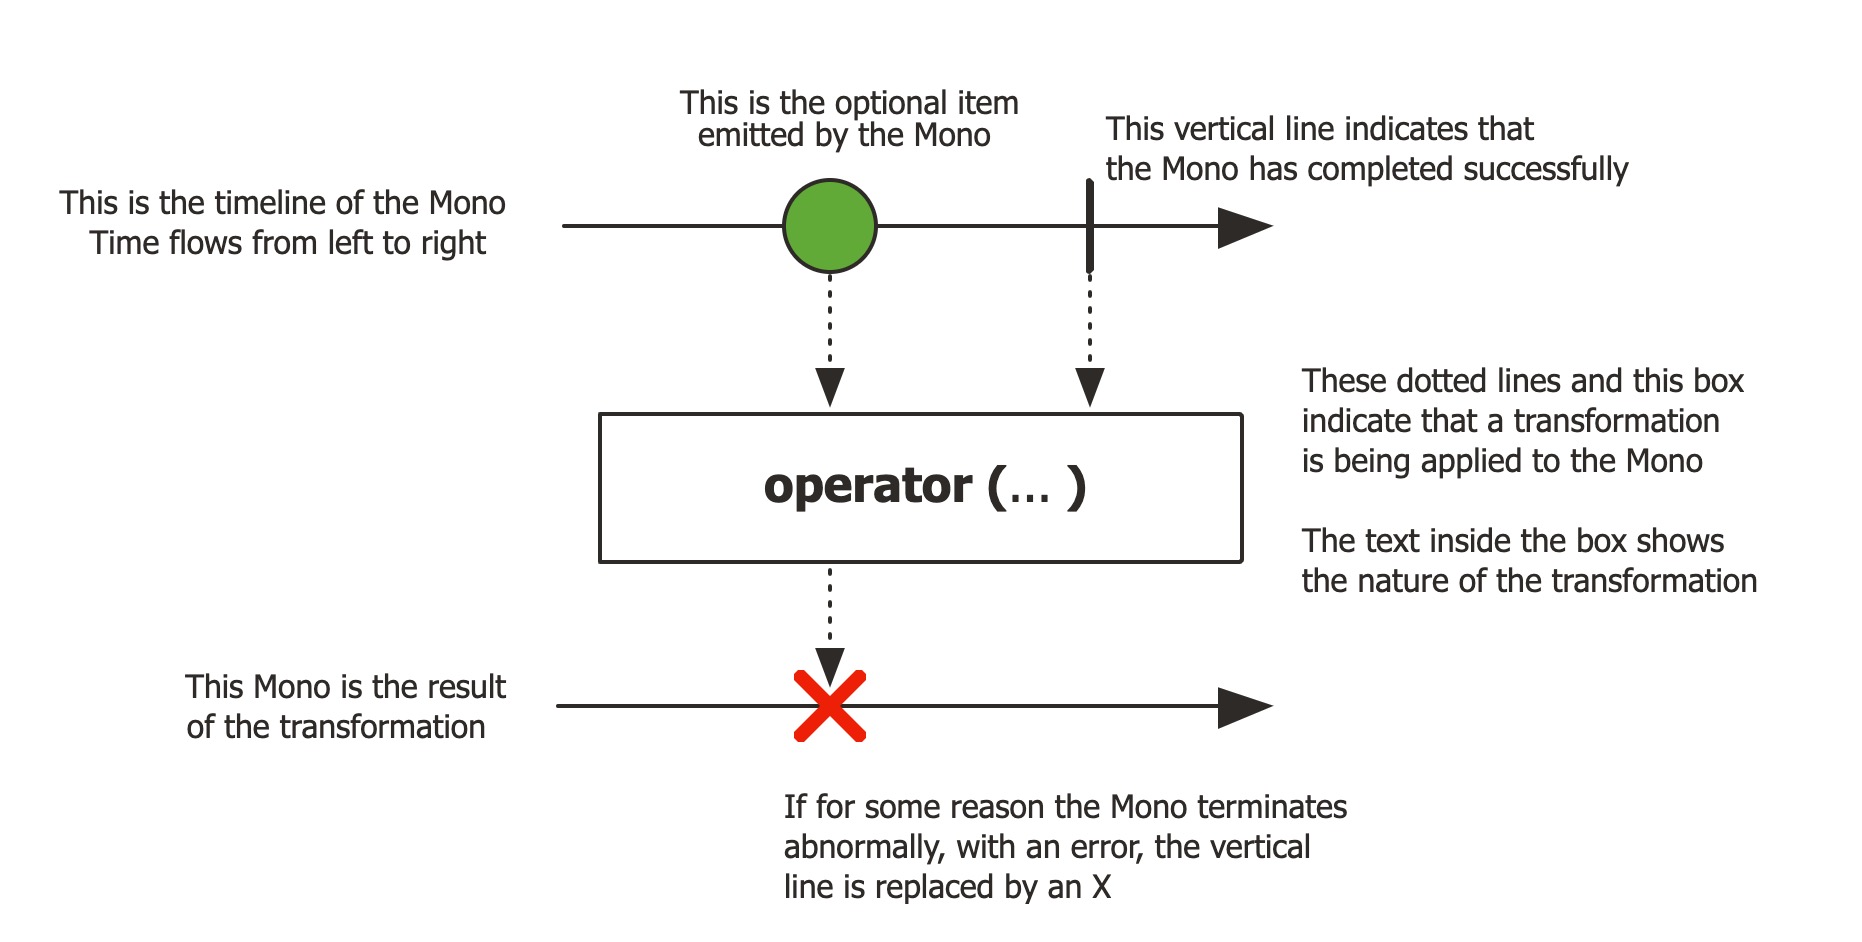 This is the optional item
emitted by the Mono
This vertical line indicates that
the Mono has completed successfully
This is the timeline of the Mono
Time flows from left to right
These dotted lines and this box
indicate that a transformation
is being applied to the Mono
operator (... )
The text inside the box shows
the nature of the transformation
This Mono is the result
of the transformation
If for some reason the Mono terminates
abnormally, with an error, the vertical
line is replaced by an X